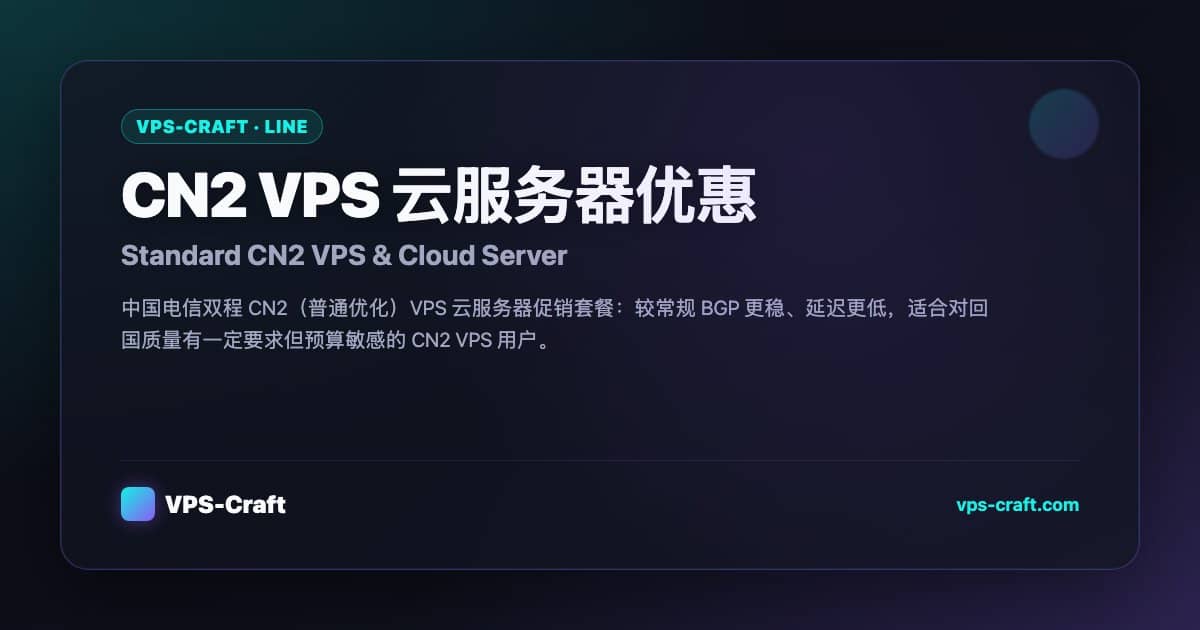 VPS-CRAFT · LINE
CN2 VPS 云服务器优惠
Standard CN2 VPS & Cloud Server
中国电信双程 CN2（普通优化）VPS 云服务器促销套餐：较常规 BGP 更稳、延迟更低，适合对回
国质量有一定要求但预算敏感的 CN2 VPS 用户。
VPS-Craft
vps-craft.com